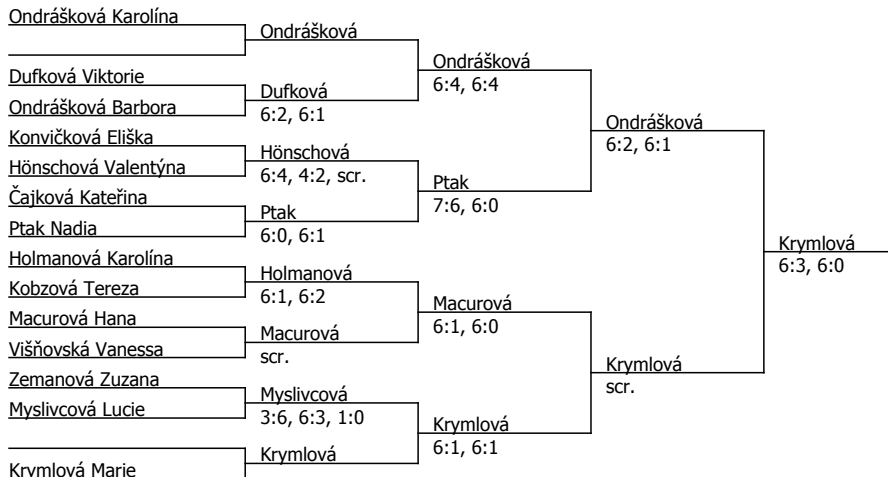 Ondrášková Karolína
Dufková Viktorie
Ondrášková Barbora
Konvičková Eliška
Hönschová Valentýna
Čajková Kateřina
Ptak Nadia
Holmanová Karolína
Kobzová Tereza
Macurová Hana
Višňovská Vanessa
Zemanová Zuzana
Myslivcová Lucie
Krymlová Marie
Ondrášková
Dufková
6:2, 6:1
Hönschová
6:4, 4:2, scr.
Ptak
6:0, 6:1
Holmanová
6:1, 6:2
Macurová
scr.
Myslivcová
3:6, 6:3, 1:0
Krymlová
Ondrášková
6:4, 6:4
Ptak
7:6, 6:0
Macurová
6:1, 6:0
Krymlová
6:1, 6:1
Ondrášková
6:2, 6:1
Krymlová
scr.
Krymlová
6:3, 6:0